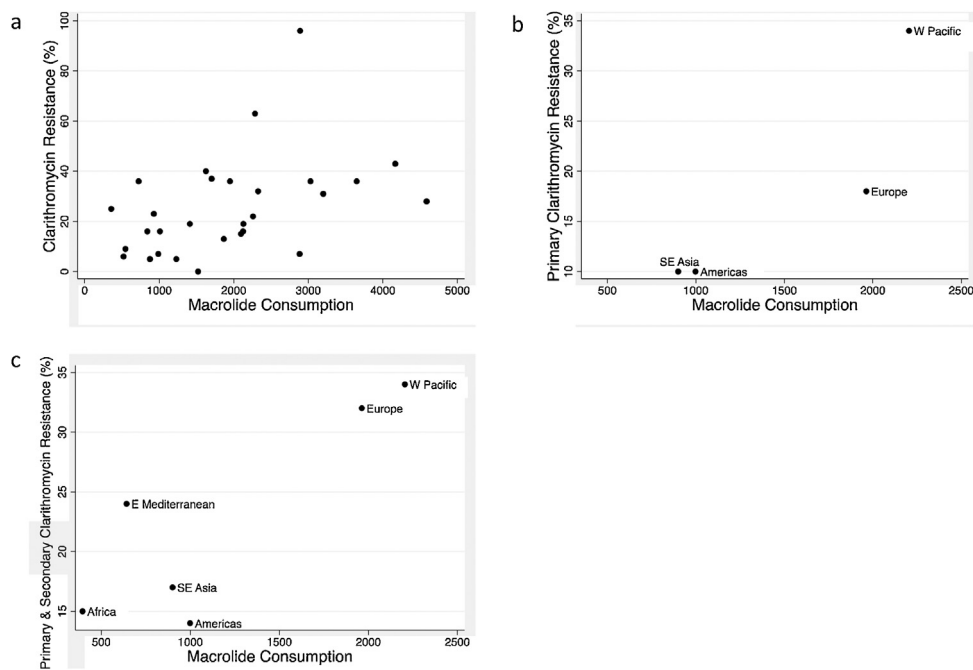 a
Clarithromycin Resistance (%)
100
80
60
40
20
0
0 1000 2000 3000 4000 5000
Macrolide Consumption
b
Primary Clarithromycin Resistance (%)
35
30
25
20
15
10
W Pacific
Europe
SE Asia
Americas
500 1000 1500 2000 2500
Macrolide Consumption
c
Primary & Secondary Clarithromycin Resistance (%)
35
30
25
20
15
W Pacific
Europe
E Mediterranean
SE Asia
Africa
Americas
500 1000 1500 2000 2500
Macrolide Consumption